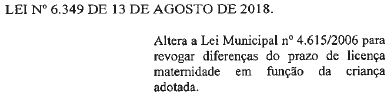 LEI Nº 6.349 DE 13 DE AGOSTO DE 2018.
Altera a Lei Municipal nº 4.615/2006 para
revogar diferenças do prazo de licença
maternidade em função da criança
adotada.